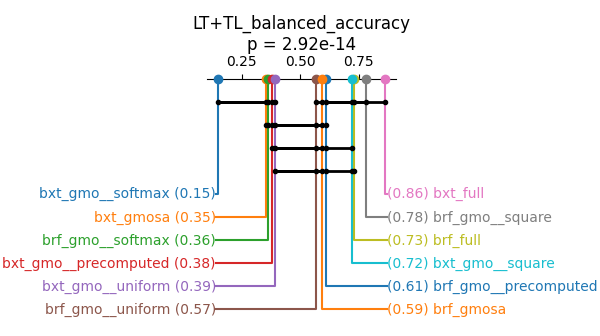 LT+TL_balanced_accuracy
p = 2.92e-14
0.25 0.50 0.75
bxt_gmo__softmax (0.15)
bxt_gmosa (0.35)
brf_gmo__softmax (0.36)
bxt_gmo__precomputed (0.38)
bxt_gmo__uniform (0.39)
brf_gmo__uniform (0.57)
(0.86) bxt_full
(0.78) brf_gmo__square
(0.73) brf_full
(0.72) bxt_gmo__square
(0.61) brf_gmo__precomputed
(0.59) brf_gmosa